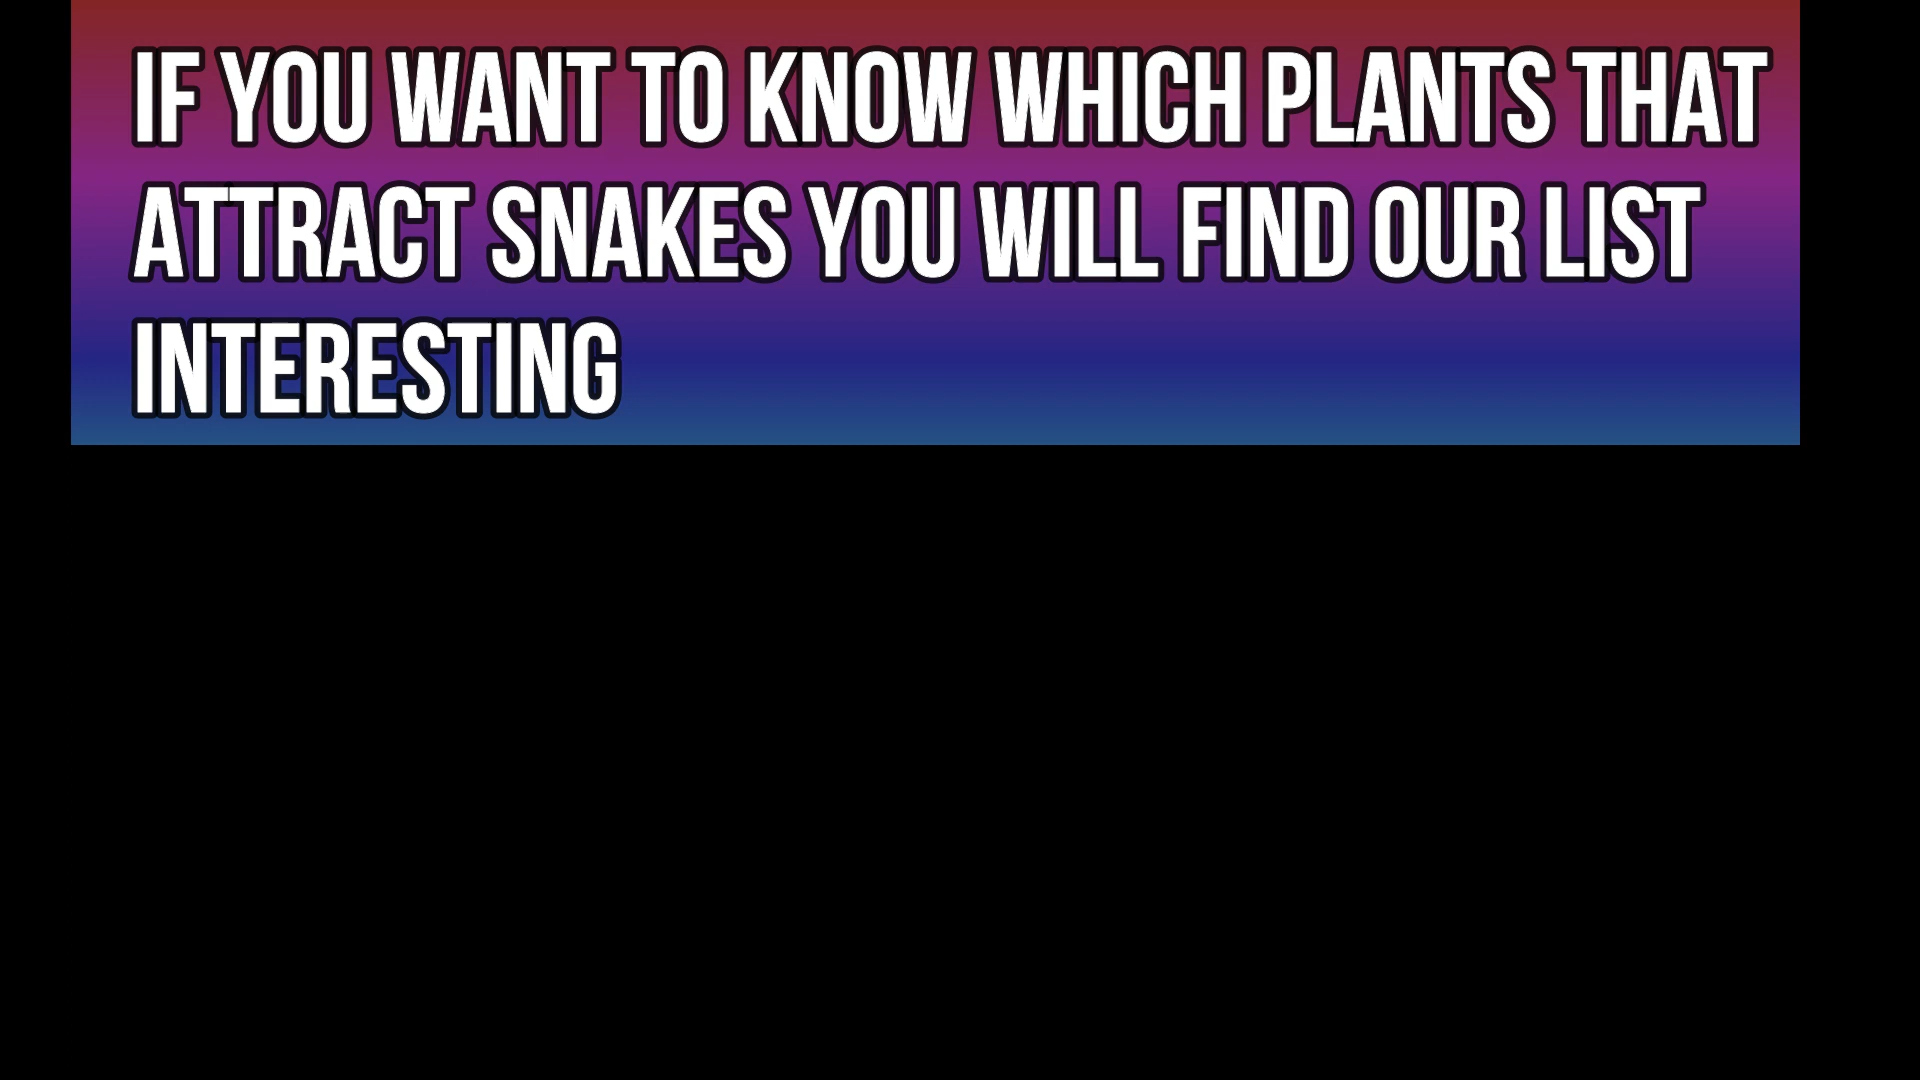 IF YOU WANT TO KNOW WHICH PLANTS THAT
ATTRACT SNAKES YOU WILL FIND OUR LIST
INTERESTING